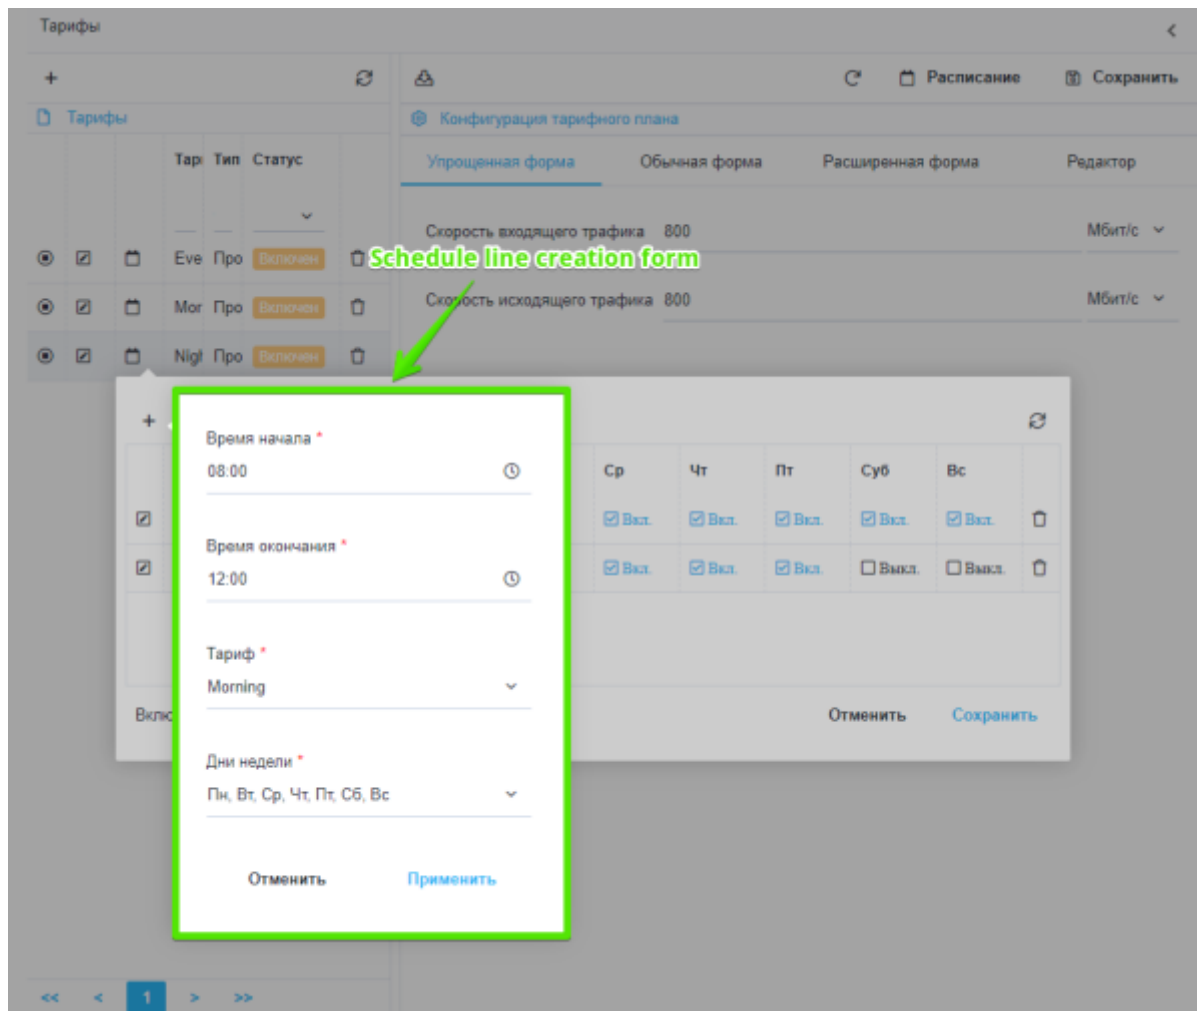 Тарифы
Расписание
Сохранить
Тарифы
Конфигурация тарифного плана
Тари Тип Статус
Упрощенная форма
Обычная форма
Расширенная форма
Редактор
Скорость входящего трафика 800 Мбит/с
Eve Про Включен
Schedule line creation form
Скорость исходящего трафика 800 Мбит/с
Mor Про Включен
Nigh Про Включен
Время начала *
08:00
Ср Чт Пт Суб Вс
Вкл. Вкл. Вкл. Вкл. Вкл.
Время окончания *
12:00
Вкл. Вкл. Вкл. Выкл. Выкл.
Тариф *
Morning
Отменить
Сохранить
Дни недели *
Пн, Вт, Ср, Чт, Пт, Сб, Вс
Отменить
Применить
<< < 1 > >>